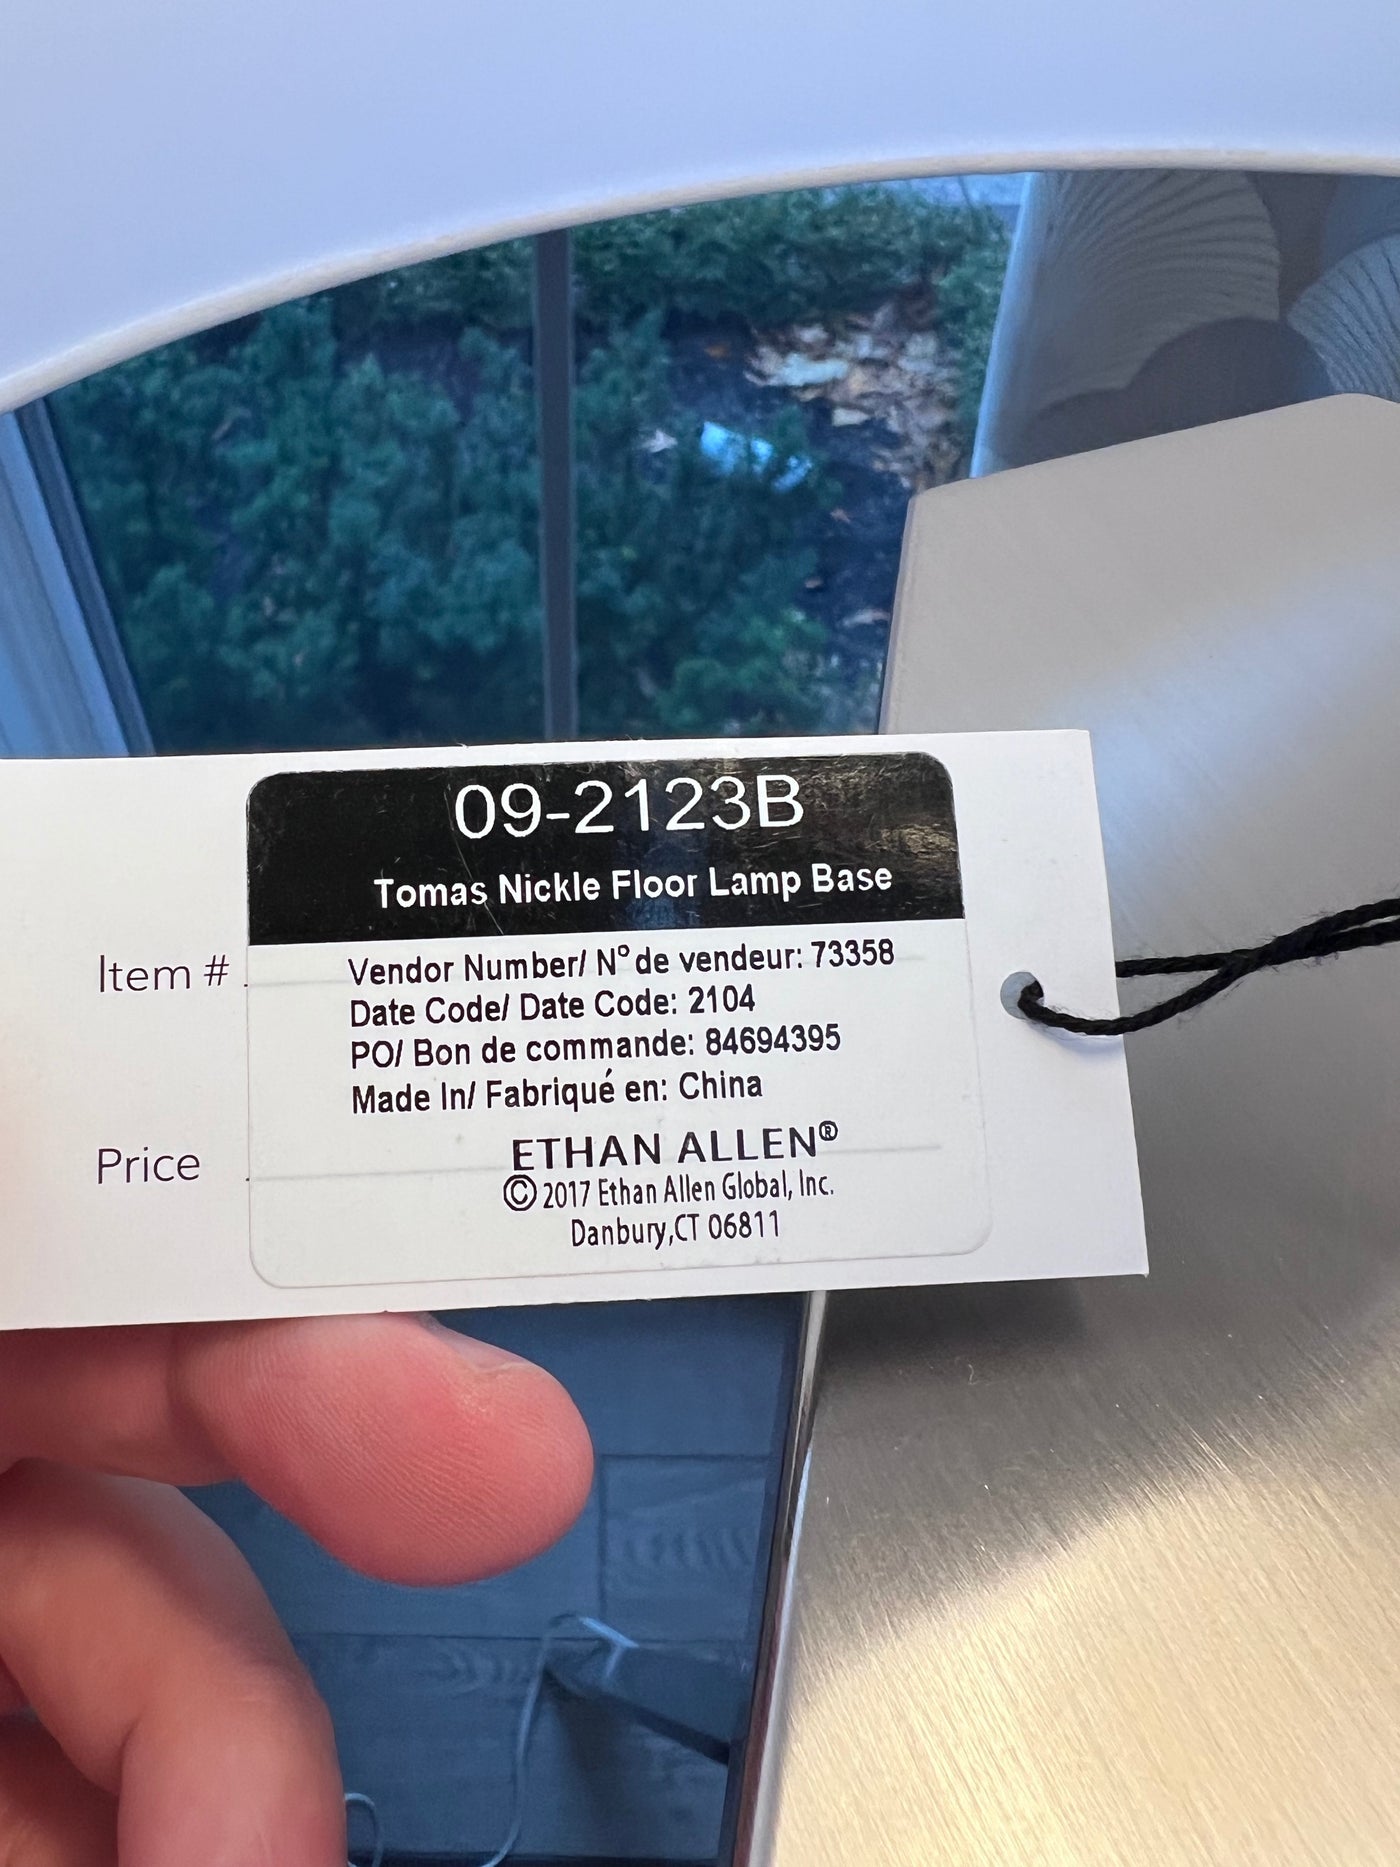 09-2123B
Tomas Nickle Floor Lamp Base
Item #
Vendor Number/ Nº de vendeur: 73358
Date Code/ Date Code: 2104
PO/ Bon de commande: 84694395
Made In/ Fabriqué en: China
Price
ETHAN ALLEN®
© 2017 Ethan Allen Global, Inc.
Danbury,CT 06811